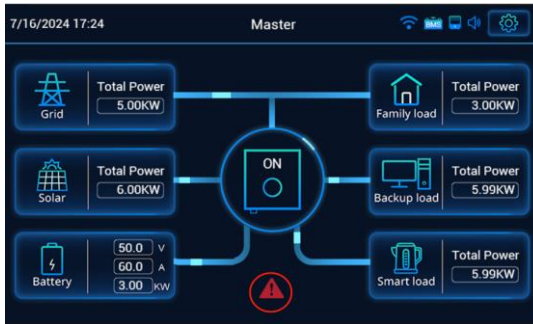 7/16/2024 17:24
Master
BMS
Grid
Total Power
5.00KW
Family load
Total Power
3.00KW
Solar
Total Power
6.00KW
ON
Backup load
Total Power
5.99KW
Battery
50.0 V
60.0 A
3.00 KW
Smart load
Total Power
5.99KW